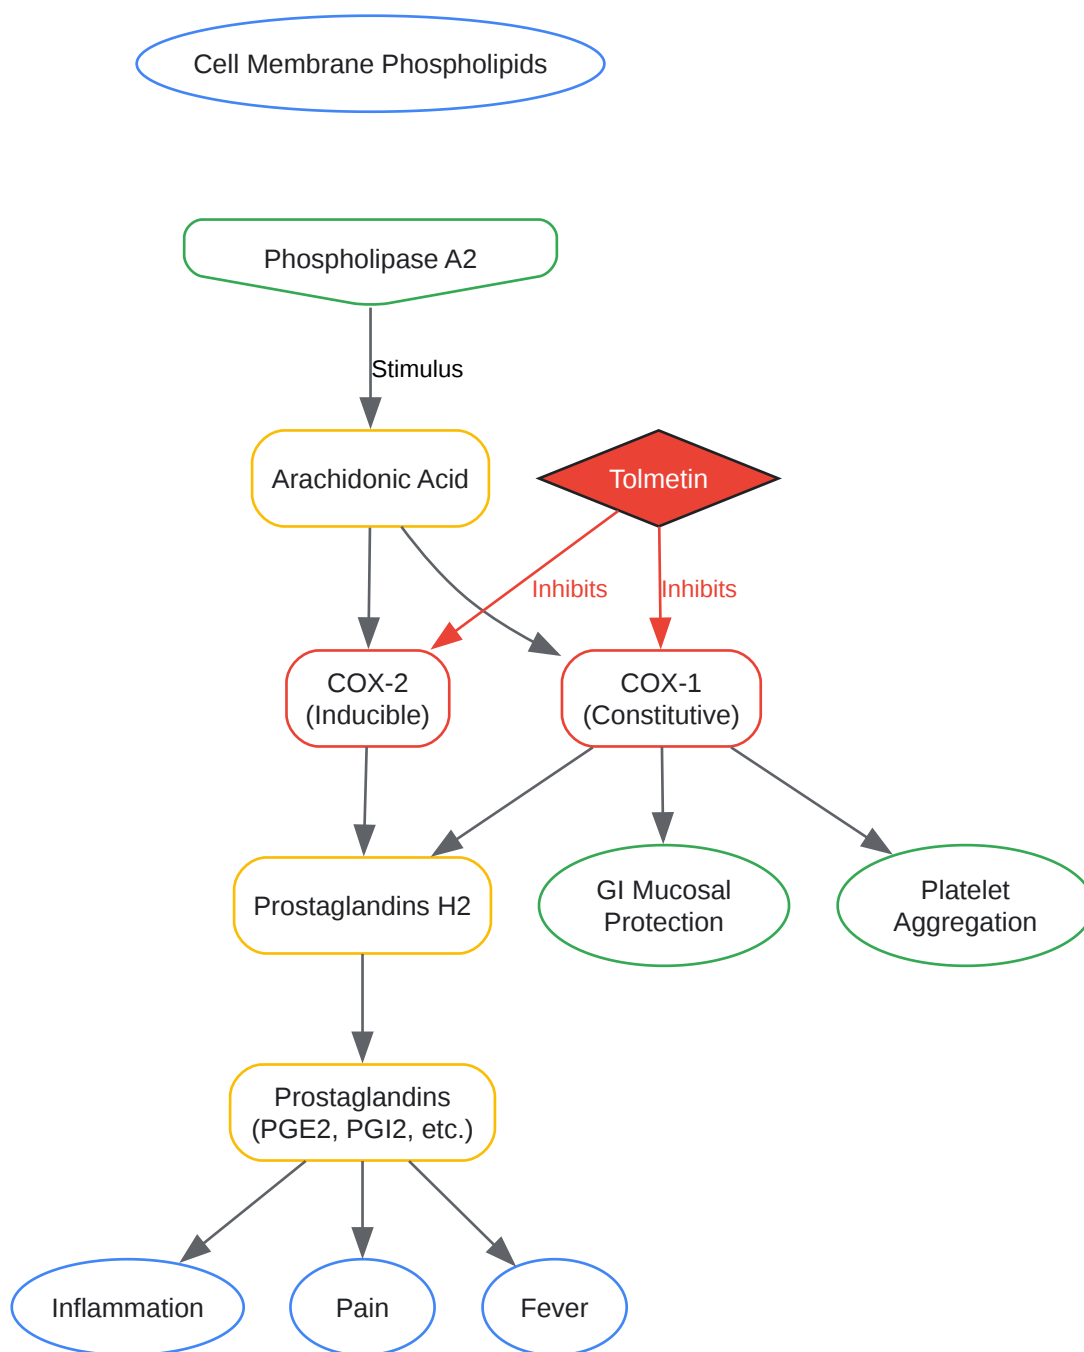 Cell Membrane Phospholipids
Phospholipase A2
Stimulus
Arachidonic Acid
Tolmetin
Inhibits
Inhibits
COX-2
(Inducible)
COX-1
(Constitutive)
Prostaglandins H2
GI Mucosal
Protection
Platelet
Aggregation
Prostaglandins
(PGE2, PGI2, etc.)
Inflammation
Pain
Fever